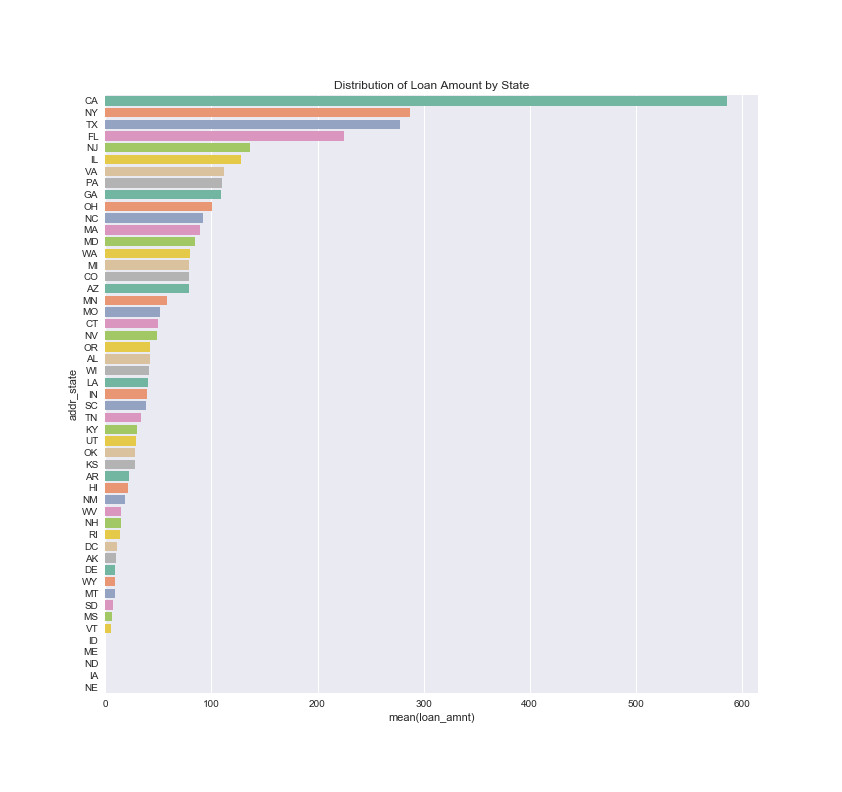 Distribution of Loan Amount by State
CA
NY
TX
FL
NJ
IL
VA
PA
GA
OH
NC
MA
MD
WA
MI
CO
AZ
MN
MO
CT
NV
OR
AL
WI
LA
IN
SC
TN
KY
UT
OK
KS
AR
HI
NM
WV
NH
RI
DC
AK
DE
WY
MT
SD
MS
VT
ID
ME
ND
IA
NE
addr_state
0 100 200 300 400 500 600
mean(loan_amnt)